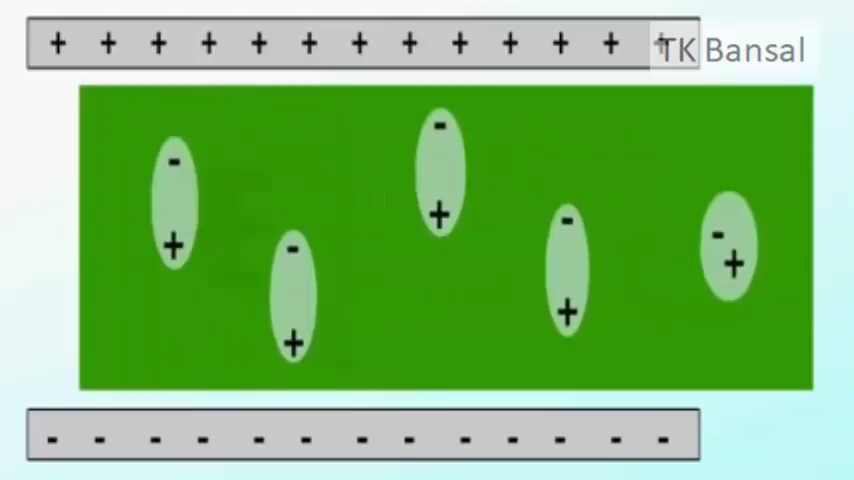 + + + + + + + + + + + + +
TK Bansal
- -
- -
+ - +
+ - +
+ +
- - - - - - - - - - - - -